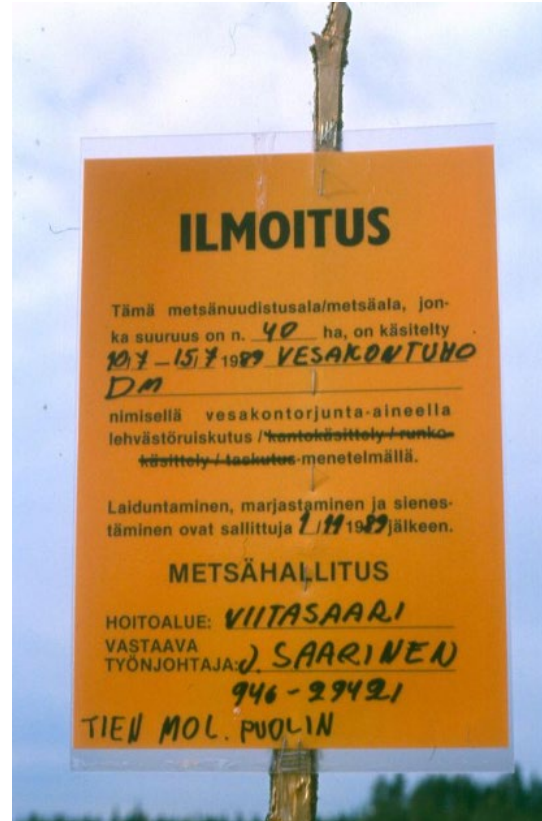 ILMOITUS
Tämä metsänuudistusala/metsäala, jon-
ka suuruus on n. 40 ha, on käsitelty
10.7 – 15.7 1989 VESAKONTUHO
DM
nimisellä vesakontorjunta-aineella
lehvästöruiskutus / kantokäsittely / runko-
käsittely / taskutus-menetelmällä.
Laiduntaminen, marjastaminen ja sienes-
täminen ovat sallittuja 1/11 1989 jälkeen.
METSÄHALLITUS
HOITOALUE: VIITASAARI
VASTAAVA
TYÖNJOHTAJA: J. SAARINEN
946-29421
TIEN MOL. PUOLIN